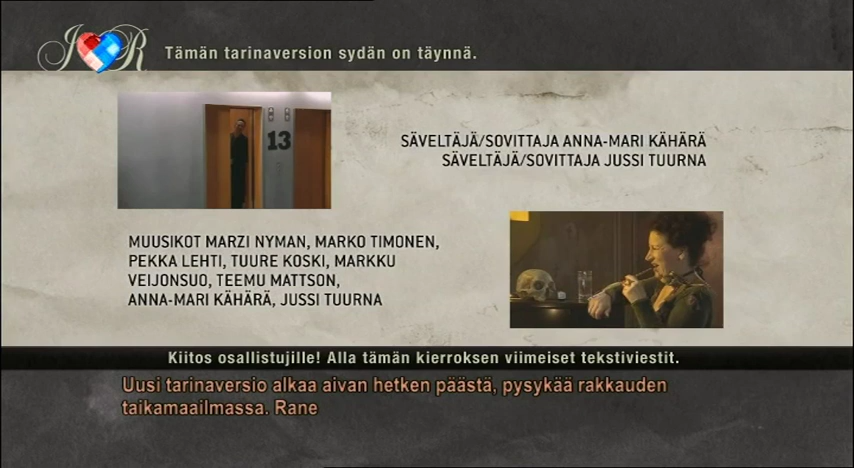 J R
Tämän tarinaversion sydän on täynnä.
13
SÄVELTÄJÄ/SOVITTAJA ANNA-MARI KÄHÄRÄ
SÄVELTÄJÄ/SOVITTAJA JUSSI TUURNA
MUUSIKOT MARZI NYMAN, MARKO TIMONEN,
PEKKA LEHTI, TUURE KOSKI, MARKKU
VEIJONSUO, TEEMU MATTSON,
ANNA-MARI KÄHÄRÄ, JUSSI TUURNA
Kiitos osallistujille! Alla tämän kierroksen viimeiset tekstiviestit.
Uusi tarinaversio alkaa aivan hetken päästä, pysykää rakkauden
taikamaailmassa. Rane